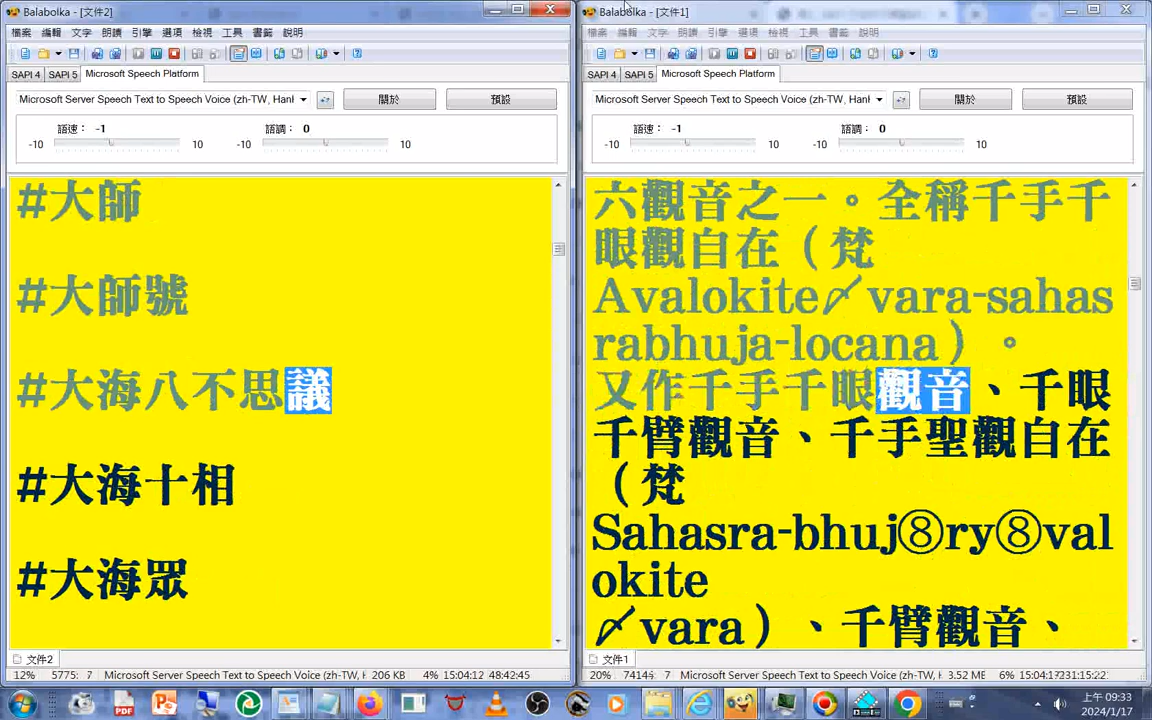 Balabolka - [文件2]
檔案 編輯 文字 朗讀 引擎 選項 檢視 工具 書籤 說明
SAPI 4 SAPI 5 Microsoft Speech Platform
Microsoft Server Speech Text to Speech Voice (zh-TW, Hanl
關於 預設
語速： -1 語調： 0
-10 10 -10 10
#大師
#大師號
#大海八不思議
#大海十相
#大海眾
文件2
12% 5775: 7 Microsoft Server Speech Text to Speech Voice (zh-TW, H 206 KB 4% 15:04:12 48:42:45
Balabolka - [文件1]
檔案 編輯 文字 朗讀 引擎 選項 檢視 工具 書籤 說明
SAPI 4 SAPI 5 Microsoft Speech Platform
Microsoft Server Speech Text to Speech Voice (zh-TW, Hanl
關於 預設
語速： -1 語調： 0
-10 10 -10 10
六觀音之一。全稱千手千
眼觀自在（梵
Avalokite〆vara-sahas
rabhuja-locana）。
又作千手千眼觀音、千眼
千臂觀音、千手聖觀自在
（梵
Sahasra-bhuj⑧ry⑧val
okite
〆vara）、千臂觀音、
文件1
20% 7414 7 Microsoft Server Speech Text to Speech Voice (zh-TW, H 3.52 MB 6% 15:04:17
上午 09:33
2024/1/17